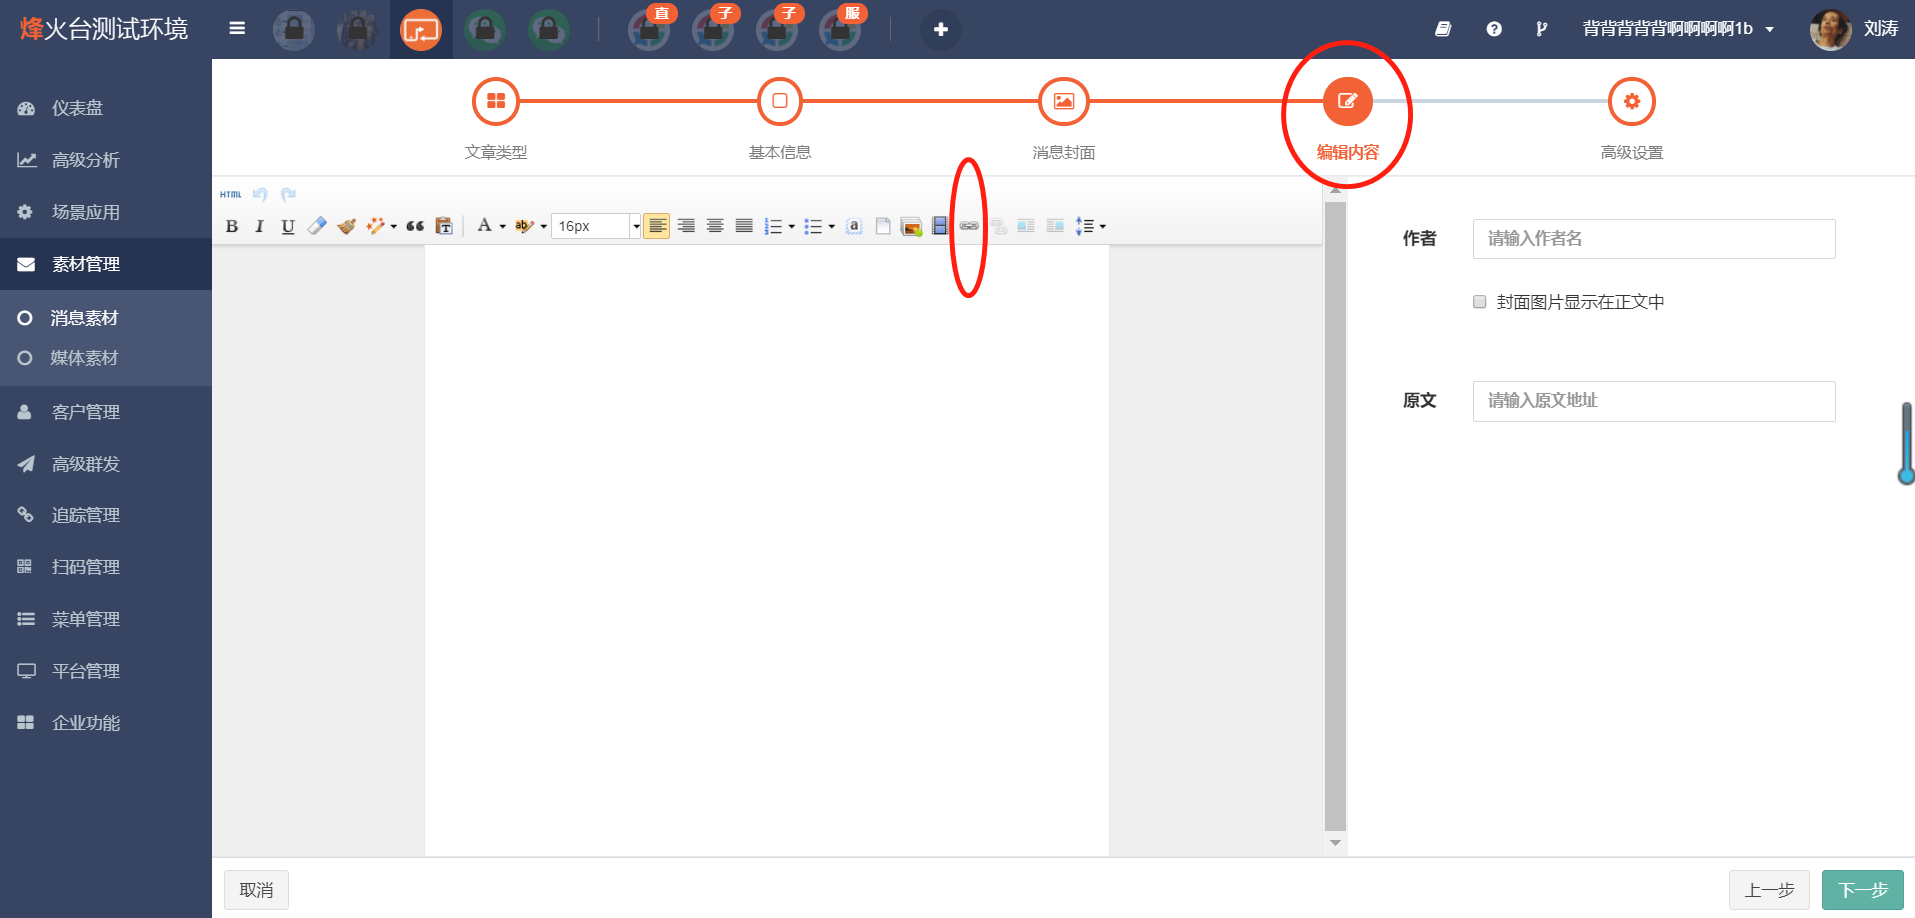 烽火台测试环境
直
子
子
服
背背背背背啊啊啊啊1b
刘涛
仪表盘
高级分析
场景应用
素材管理
消息素材
媒体素材
客户管理
高级群发
追踪管理
扫码管理
菜单管理
平台管理
企业功能
文章类型
基本信息
消息封面
编辑内容
高级设置
HTML
B I U A ab 16px a
作者
请输入作者名
封面图片显示在正文中
原文
请输入原文地址
取消
上一步
下一步